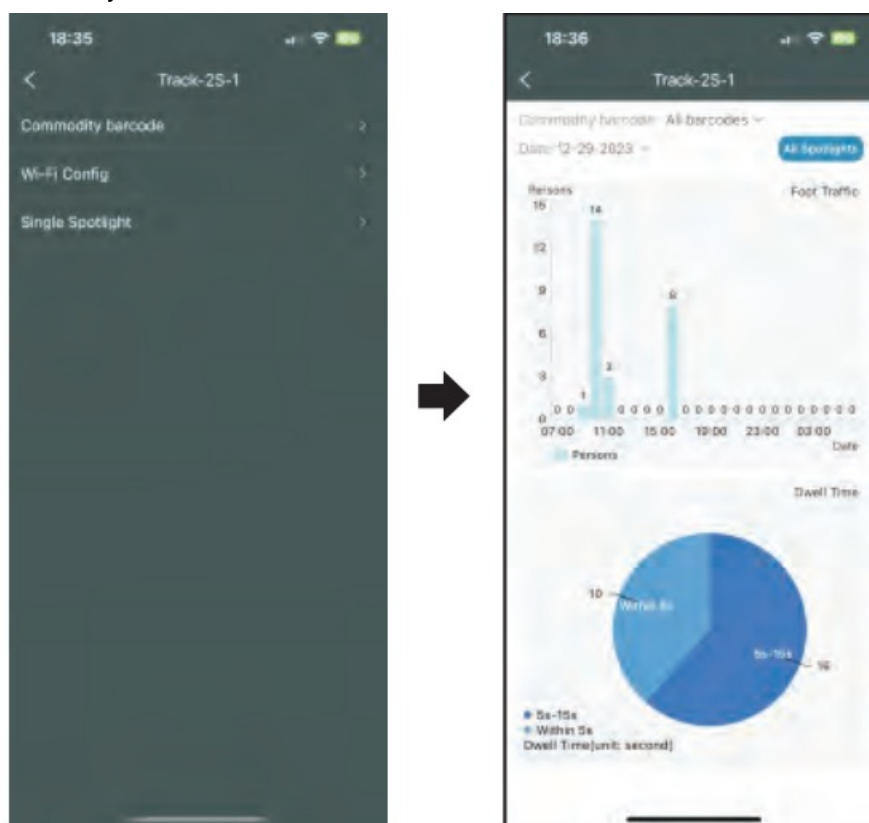 18:35
Track-2S-1
Commodity barcode
Wi-Fi Config
Single Spotlight
18:36
Track-2S-1
Commodity barcode All barcodes
Date 12-29-2023
All Spotlights
Persons
Foot Traffic
15
14
12
9
8
6
3
3
1
0 0 0 0 0 0 0 0 0 0 0 0 0 0 0 0 0 0 0 0
0
07:00 11:00 15:00 19:00 23:00 03:00
Date
Persons
Dwell Time
10
Within 5s
5s-15s
16
5s-15s
Within 5s
Dwell Time[unit: second]